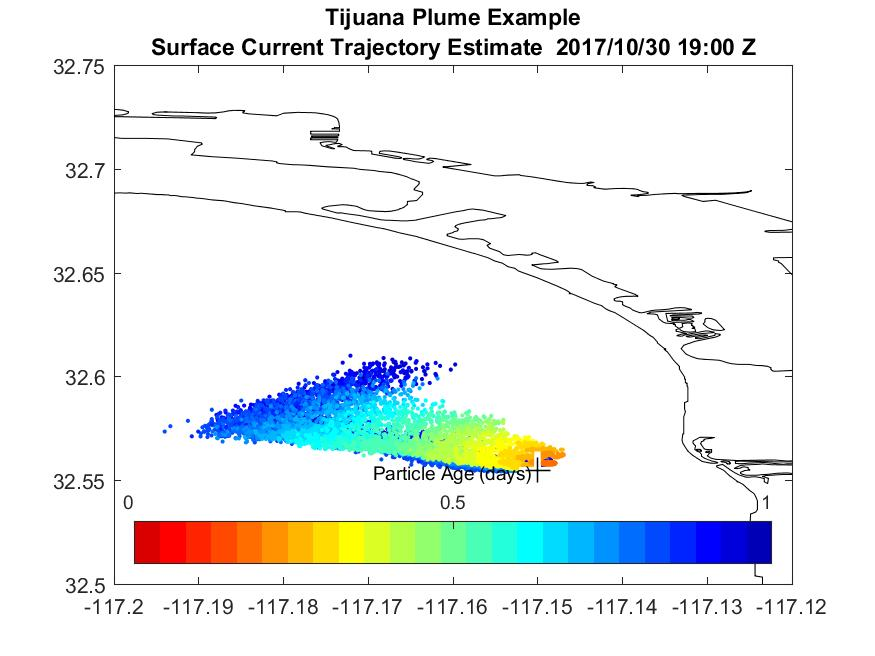 Tijuana Plume Example
Surface Current Trajectory Estimate 2017/10/30 19:00 Z
32.75
32.7
32.65
32.6
32.55
32.5
Particle Age (days)
0 0.5 1
-117.2 -117.19 -117.18 -117.17 -117.16 -117.15 -117.14 -117.13 -117.12